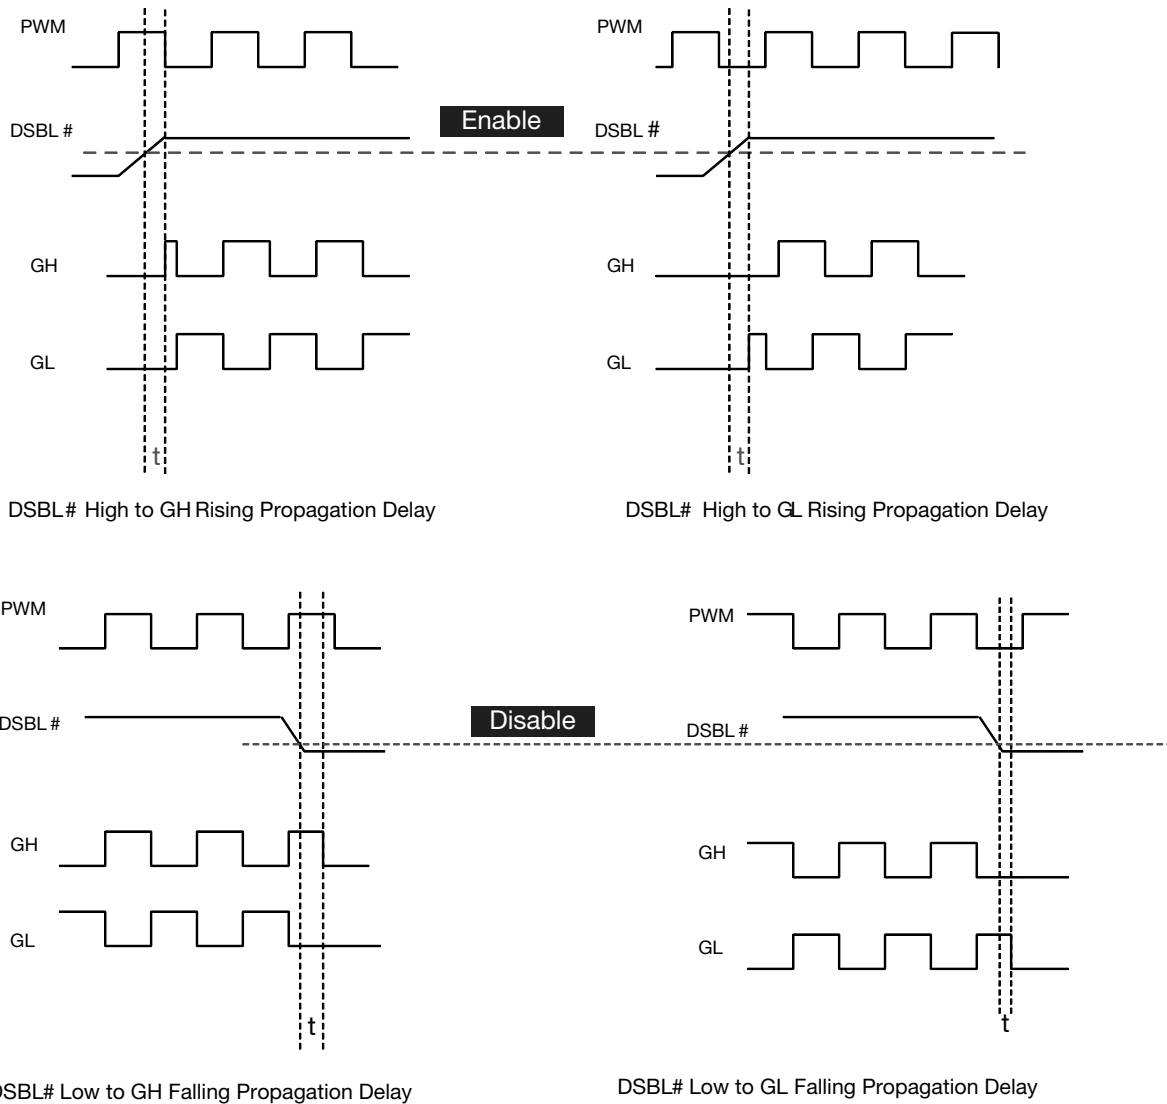 PWM
PWM
DSBL #
Enable
DSBL #
GH
GH
GL
GL
t
t
DSBL# High to GH Rising Propagation Delay
DSBL# High to GL Rising Propagation Delay
PWM
PWM
DSBL #
Disable
DSBL #
GH
GH
GL
GL
t
t
DSBL# Low to GH Falling Propagation Delay
DSBL# Low to GL Falling Propagation Delay